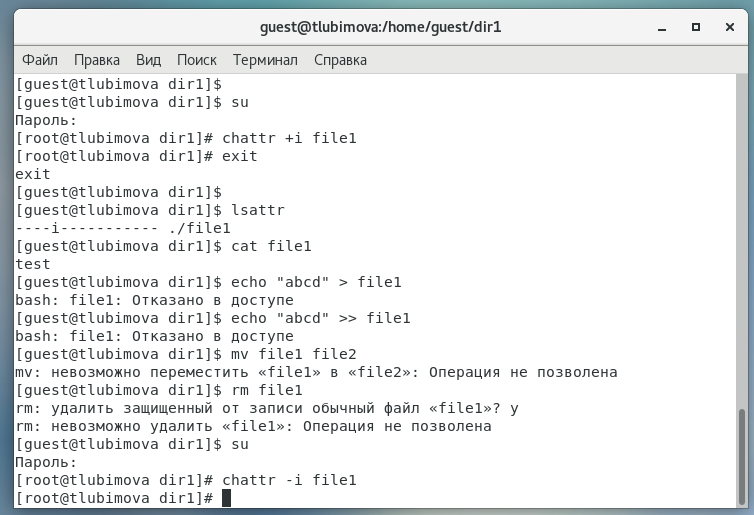 guest@tlubimova:/home/guest/dir1
Файл Правка Вид Поиск Терминал Справка
[guest@tlubimova dir1]$
[guest@tlubimova dir1]$ su
Пароль:
[root@tlubimova dir1]# chattr +i file1
[root@tlubimova dir1]# exit
exit
[guest@tlubimova dir1]$
[guest@tlubimova dir1]$ lsattr
----i----------- ./file1
[guest@tlubimova dir1]$ cat file1
test
[guest@tlubimova dir1]$ echo "abcd" > file1
bash: file1: Отказано в доступе
[guest@tlubimova dir1]$ echo "abcd" >> file1
bash: file1: Отказано в доступе
[guest@tlubimova dir1]$ mv file1 file2
mv: невозможно переместить «file1» в «file2»: Операция не позволена
[guest@tlubimova dir1]$ rm file1
rm: удалить защищенный от записи обычный файл «file1»? y
rm: невозможно удалить «file1»: Операция не позволена
[guest@tlubimova dir1]$ su
Пароль:
[root@tlubimova dir1]# chattr -i file1
[root@tlubimova dir1]#